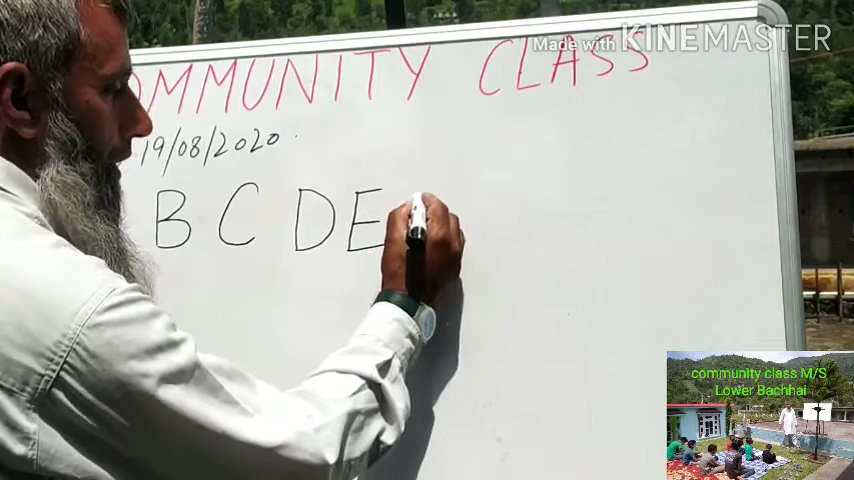 Made with KINEMASTER
OMMUNITY CLASS
19/08/2020
B C D E
community class M/S
Lower Bachhai